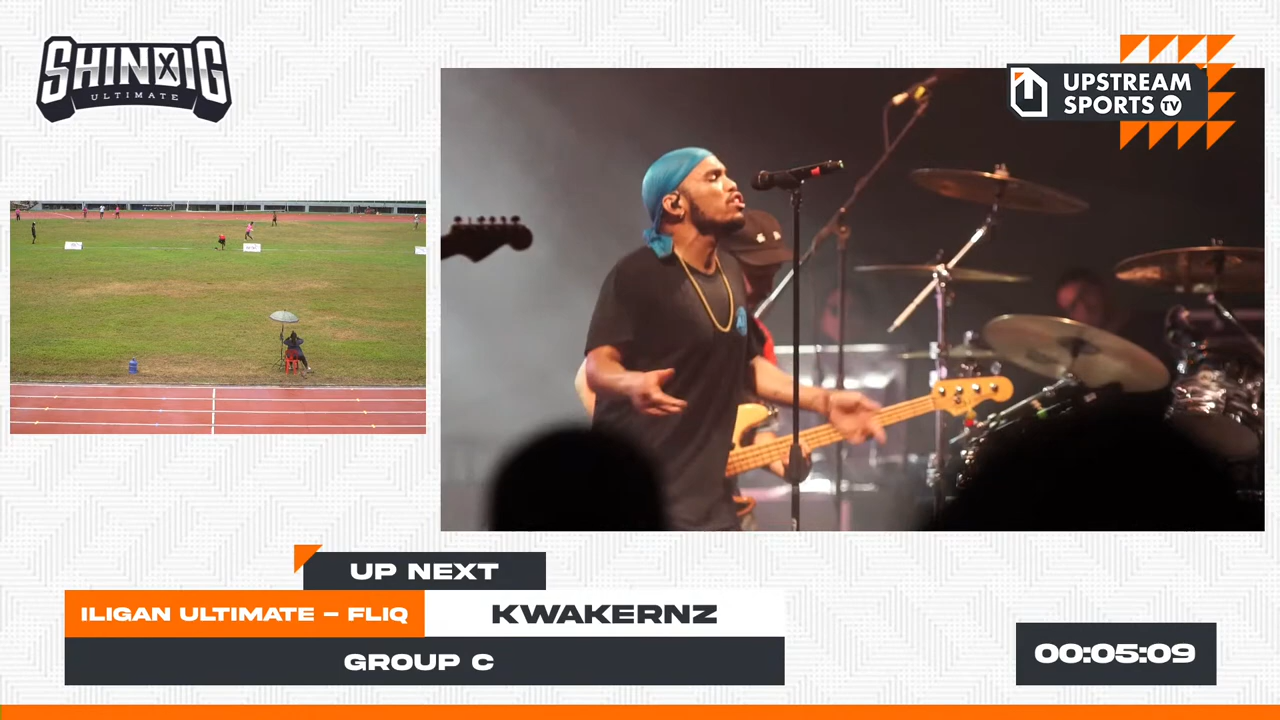 SHINDIG
ULTIMATE
UPSTREAM
SPORTS TV
UP NEXT
ILIGAN ULTIMATE – FLIQ
KWAKERNZ
GROUP C
00:05:09